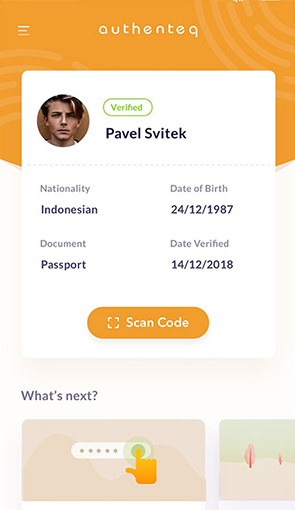 authenteq
Verified
Pavel Svitek
Nationality
Date of Birth
Indonesian
24/12/1987
Document
Date Verified
Passport
14/12/2018
Scan Code
What's next?